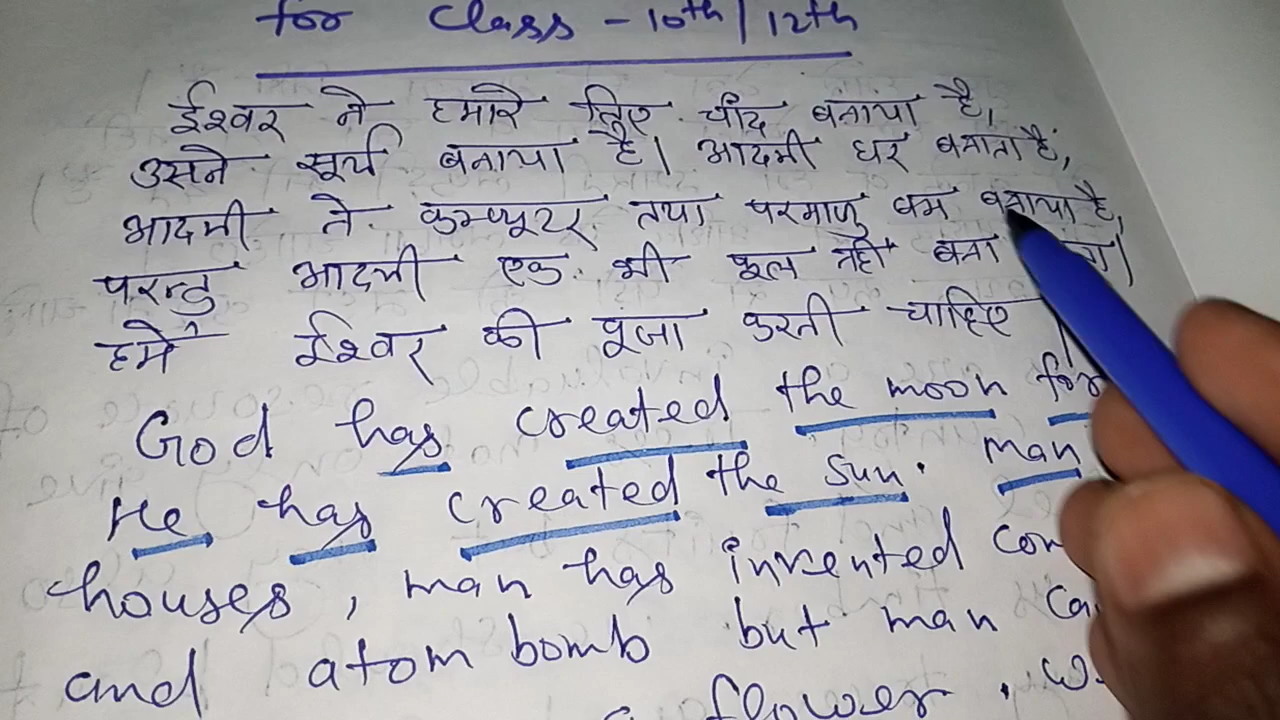 for Class - 10th / 12th
ईश्वर ने हमारे लिए चाँद बनाया है,
उसने सूर्य बनाया है। आदमी घर बनाता है,
आदमी ने कम्प्यूटर तथा परमाणु बम बनाया है,
परन्तु आदमी एक भी फूल नहीं बना
हमें ईश्वर की पूजा करनी चाहिए।
God has created the moon for
He has created the sun. man
houses, man has invented com
and atom bomb but man ca
a flower. w